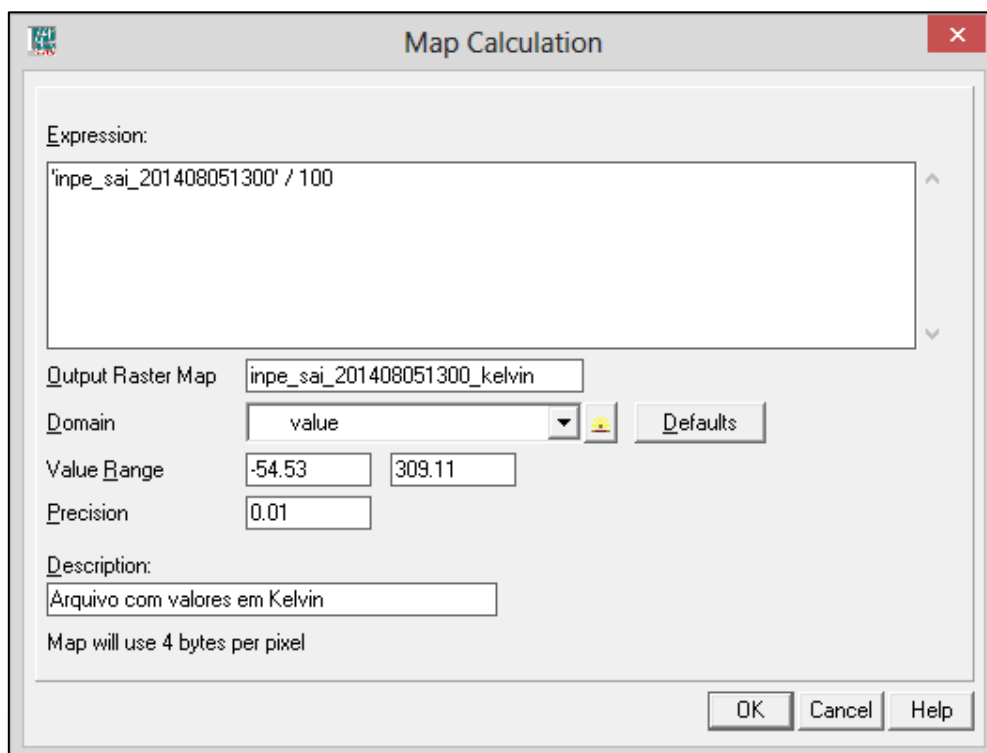 Map Calculation
Expression:
'inpe_sai_201408051300' / 100
Output Raster Map inpe_sai_201408051300_kelvin
Domain value Defaults
Value Range -54.53 309.11
Precision 0.01
Description:
Arquivo com valores em Kelvin
Map will use 4 bytes per pixel
OK Cancel Help